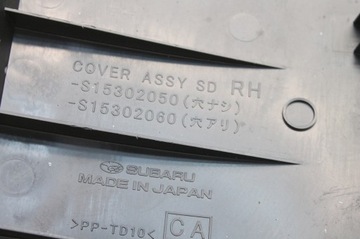 COVER ASSY SD RH
-S15302050 (穴ナシ)
-S15302060 (穴アリ)
SUBARU
MADE IN JAPAN
>PP-TD10< CA